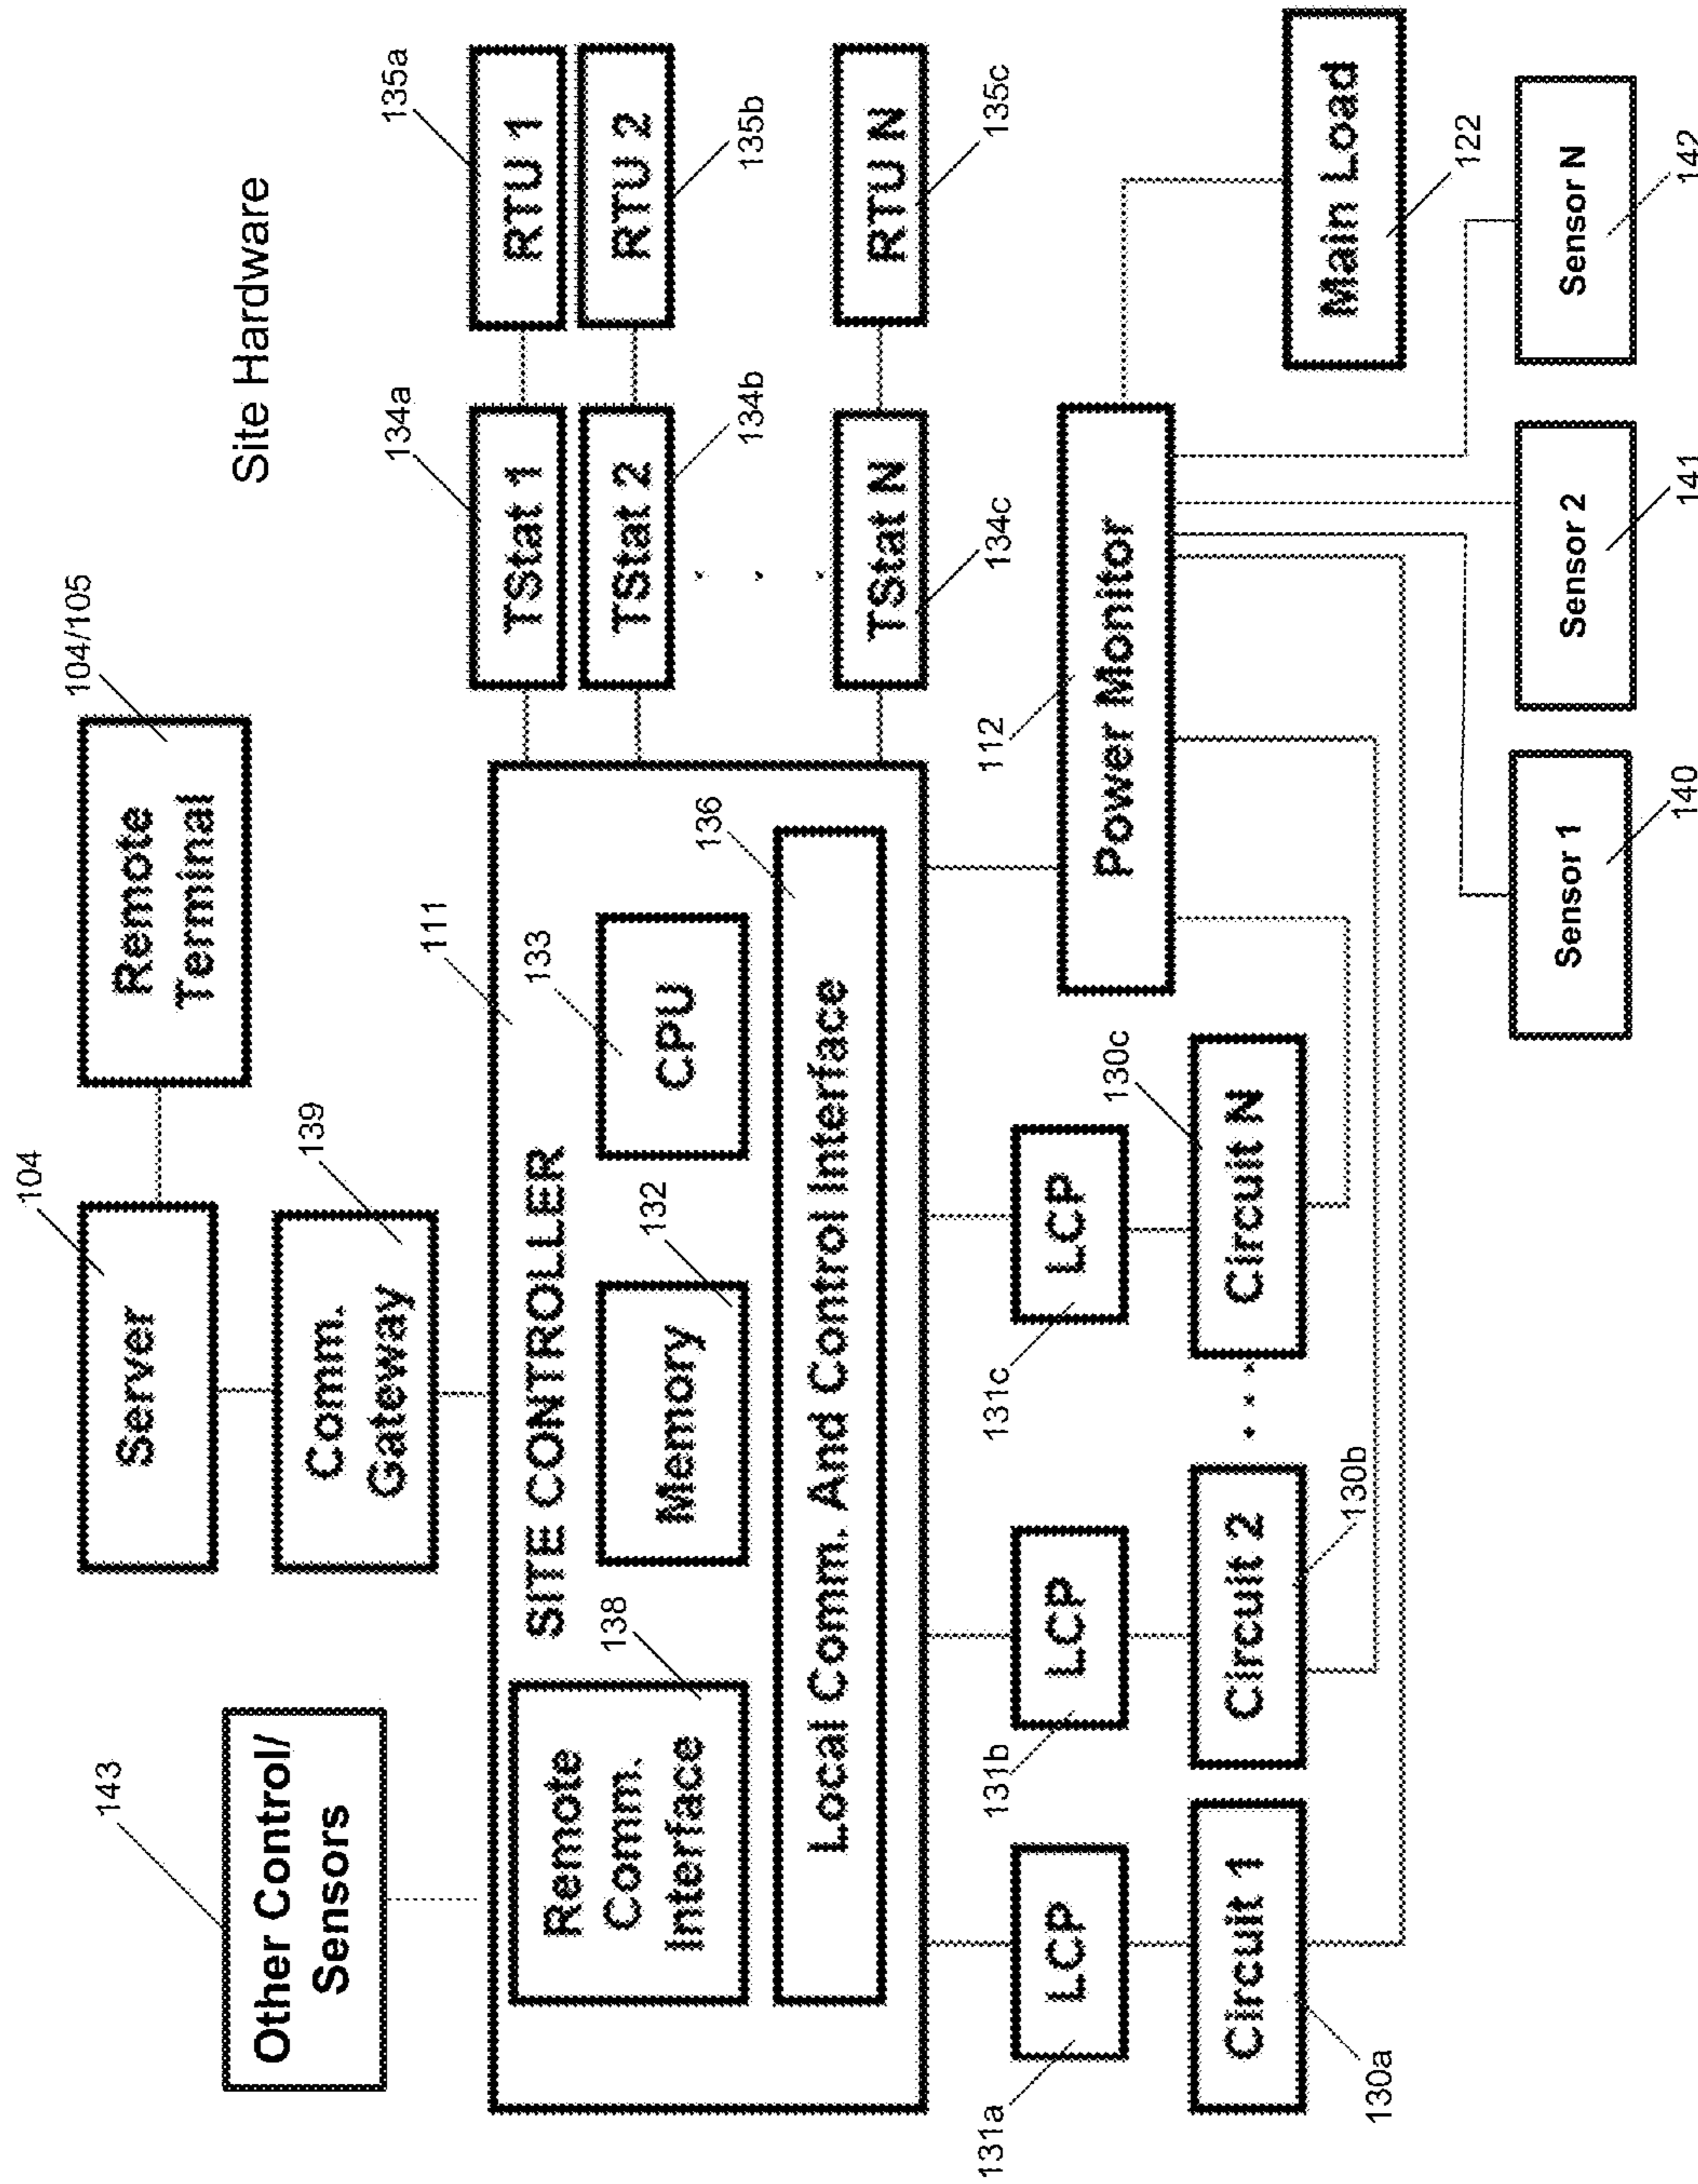 Site Hardware
104
104/105
Server
Remote
Terminal
143
139
Other Control/
Sensors
Comm.
Gateway
111
134a
135a
SITE CONTROLLER
TStat 1
RTU 1
138
132
133
Remote
Comm.
Interface
Memory
CPU
TStat 2
RTU 2
134b
135b
136
Local Comm. And Control Interface
TStat N
RTU N
134c
135c
112
131a
LCP
131b
LCP
131c
LCP
130c
Power Monitor
Circuit 1
Circuit 2
Circuit N
Main Load
130a
130b
122
Sensor 1
Sensor 2
Sensor N
140
141
142